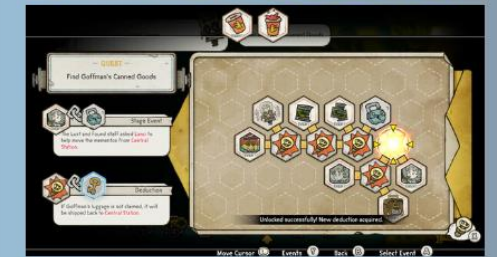 QUEST
Find Goffman's Canned Goods
Stage Event
The Lost and Found staff asked Lonn to
help move the mementos from Central
Station.
Deduction
If Goffman's luggage is not claimed, it will
be shipped back to Central Station.
Unlocked successfully! New deduction acquired.
Move Cursor
Events
Back
Select Event